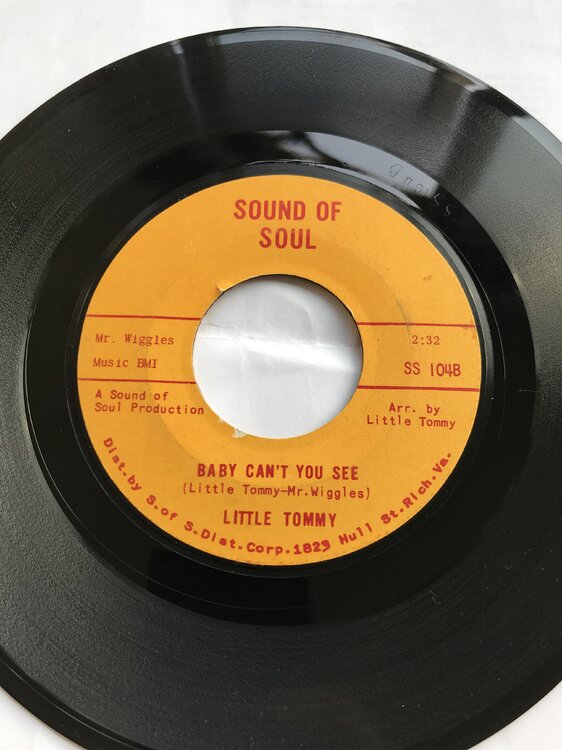 SOUND OF
SOUL
Mr. Wiggles
Music BMI
2:32
SS 104B
A Sound of
Soul Production
Arr. by
Little Tommy
BABY CAN'T YOU SEE
(Little Tommy-Mr.Wiggles)
LITTLE TOMMY
Dist.by S.of S.Dist.Corp.1823 Hull St.Rich.Va.